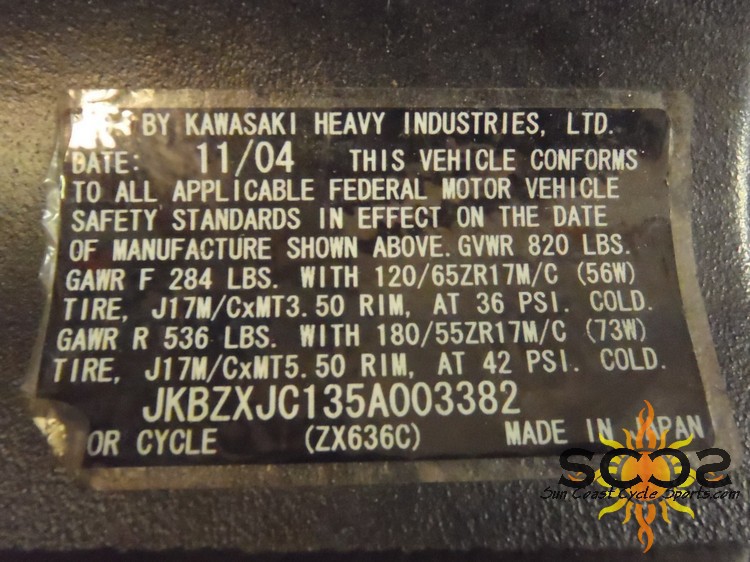 BY KAWASAKI HEAVY INDUSTRIES, LTD.
DATE: 11/04 THIS VEHICLE CONFORMS
TO ALL APPLICABLE FEDERAL MOTOR VEHICLE
SAFETY STANDARDS IN EFFECT ON THE DATE
OF MANUFACTURE SHOWN ABOVE. GVWR 820 LBS.
GAWR F 284 LBS. WITH 120/65ZR17M/C (56W)
TIRE, J17M/CxMT3.50 RIM, AT 36 PSI. COLD.
GAWR R 536 LBS. WITH 180/55ZR17M/C (73W)
TIRE, J17M/CxMT5.50 RIM, AT 42 PSI. COLD.
JKBZXJC135A003382
OR CYCLE (ZX636C) MADE IN JAPAN
SCCS
Sun Coast Cycle Sports.com